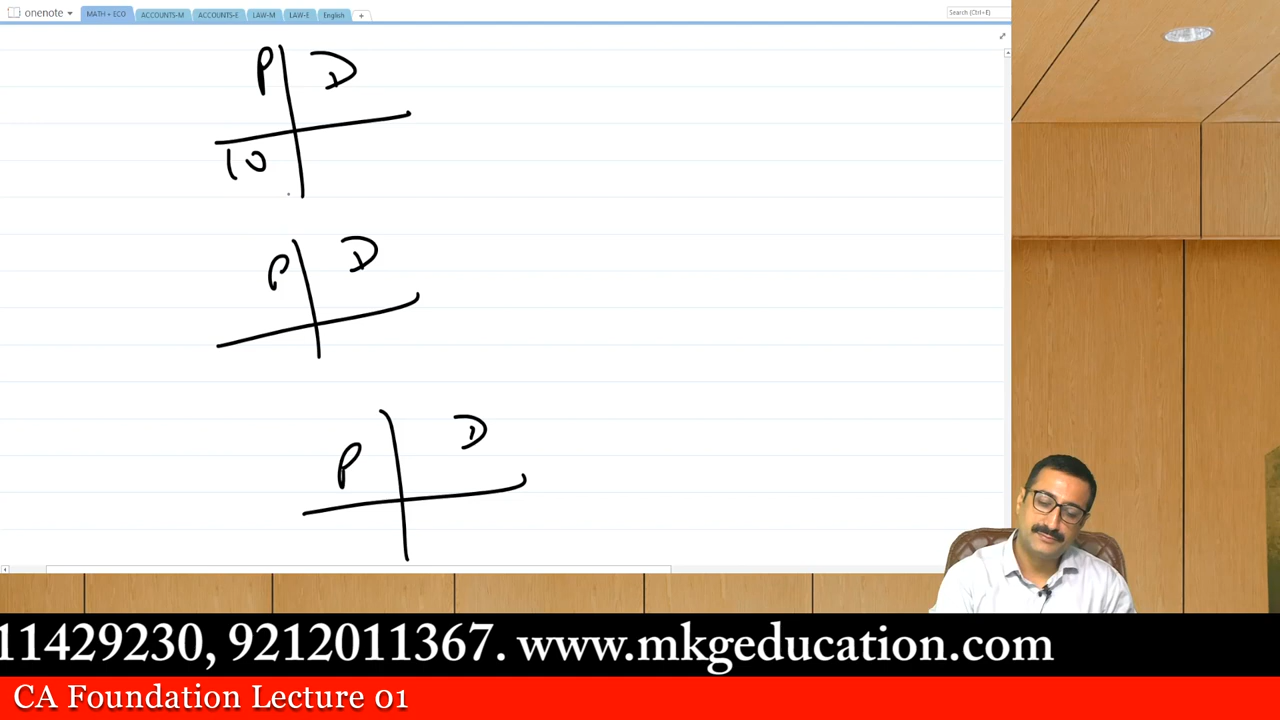 onenote MATH + ECO ACCOUNTS-M ACCOUNTS-E LAW-M LAW-E English + Search (Ctrl+E)
P D
10
P D
P D
11429230, 9212011367. www.mkgeducation.com
CA Foundation Lecture 01